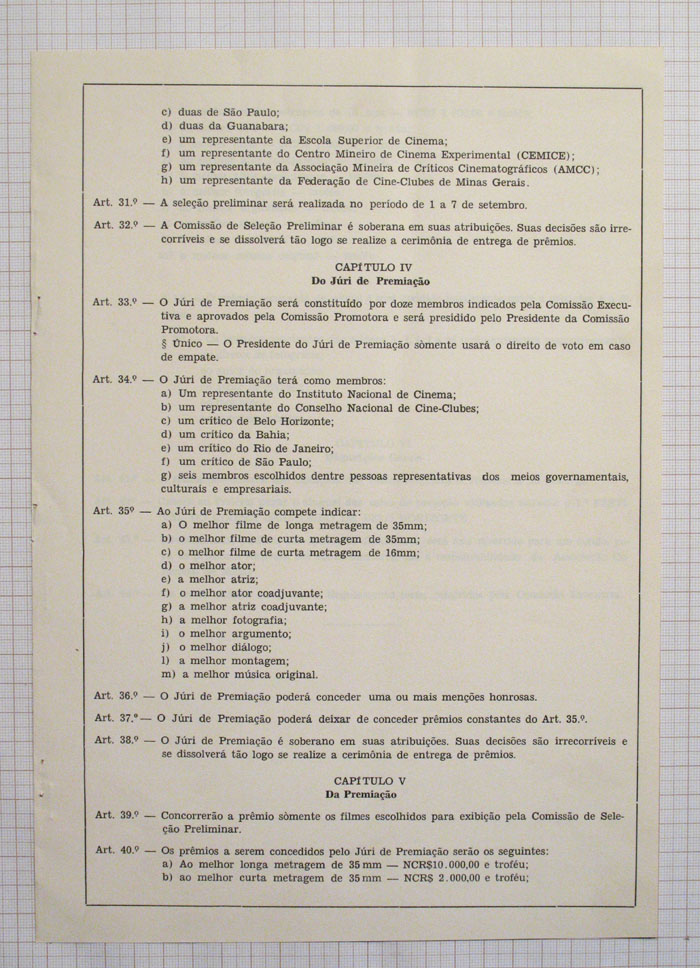 c) duas de São Paulo;
d) duas da Guanabara;
e) um representante da Escola Superior de Cinema;
f) um representante do Centro Mineiro de Cinema Experimental (CEMICE);
g) um representante da Associação Mineira de Críticos Cinematográficos (AMCC);
h) um representante da Federação de Cine-Clubes de Minas Gerais.
Art. 31.º — A seleção preliminar será realizada no período de 1 a 7 de setembro.
Art. 32.º — A Comissão de Seleção Preliminar é soberana em suas atribuições. Suas decisões são irre-
corríveis e se dissolverá tão logo se realize a cerimônia de entrega de prêmios.
CAPÍTULO IV
Do Júri de Premiação
Art. 33.º — O Júri de Premiação será constituído por doze membros indicados pela Comissão Execu-
tiva e aprovados pela Comissão Promotora e será presidido pelo Presidente da Comissão
Promotora.
§ Único — O Presidente do Júri de Premiação sòmente usará o direito de voto em caso
de empate.
Art. 34.º — O Júri de Premiação terá como membros:
a) Um representante do Instituto Nacional de Cinema;
b) um representante do Conselho Nacional de Cine-Clubes;
c) um crítico de Belo Horizonte;
d) um crítico da Bahia;
e) um crítico do Rio de Janeiro;
f) um crítico de São Paulo;
g) seis membros escolhidos dentre pessoas representativas dos meios governamentais,
culturais e empresariais.
Art. 35º — Ao Júri de Premiação compete indicar:
a) O melhor filme de longa metragem de 35mm;
b) o melhor filme de curta metragem de 35mm;
c) o melhor filme de curta metragem de 16mm;
d) o melhor ator;
e) a melhor atriz;
f) o melhor ator coadjuvante;
g) a melhor atriz coadjuvante;
h) a melhor fotografia;
i) o melhor argumento;
j) o melhor diálogo;
l) a melhor montagem;
m) a melhor música original.
Art. 36.º — O Júri de Premiação poderá conceder uma ou mais menções honrosas.
Art. 37.º — O Júri de Premiação poderá deixar de conceder prêmios constantes do Art. 35.º.
Art. 38.º — O Júri de Premiação é soberano em suas atribuições. Suas decisões são irrecorríveis e
se dissolverá tão logo se realize a cerimônia de entrega de prêmios.
CAPÍTULO V
Da Premiação
Art. 39.º — Concorrerão a prêmio sòmente os filmes escolhidos para exibição pela Comissão de Sele-
ção Preliminar.
Art. 40.º — Os prêmios a serem concedidos pelo Júri de Premiação serão os seguintes:
a) Ao melhor longa metragem de 35 mm — NCR$10.000,00 e troféu;
b) ao melhor curta metragem de 35 mm — NCR$ 2.000,00 e troféu;